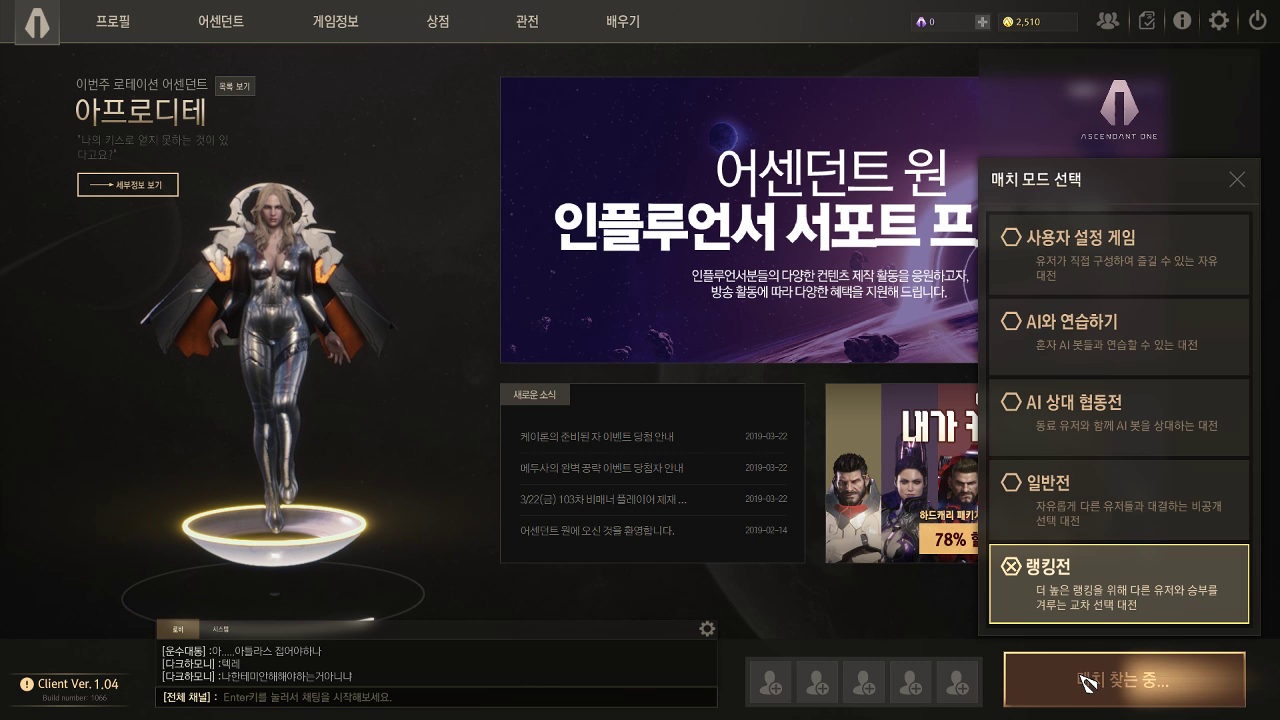 프로필
어센던트
게임정보
상점
관전
배우기
0
2,510
이번주 로테이션 어센던트
목록 보기
아프로디테
"나의 키스로 얻지 못하는 것이 있
다고요?"
세부정보 보기
어센던트 원
인플루언서 서포트 프
인플루언서분들의 다양한 컨텐츠 제작 활동을 응원하고자,
방송 활동에 따라 다양한 혜택을 지원해 드립니다.
ASCENDANT ONE
매치 모드 선택
사용자 설정 게임
유저가 직접 구성하여 즐길 수 있는 자유
대전
AI와 연습하기
혼자 AI 봇들과 연습할 수 있는 대전
AI 상대 협동전
동료 유저와 함께 AI 봇을 상대하는 대전
일반전
자유롭게 다른 유저들과 대결하는 비공개
선택 대전
랭킹전
더 높은 랭킹을 위해 다른 유저와 승부를
겨루는 교차 선택 대전
새로운 소식
케이론의 준비된 자 이벤트 당첨 안내 2019-03-22
메두사의 완벽 공략 이벤트 당첨자 안내 2019-03-22
3/22(금) 103차 비매너 플레이어 제재 ... 2019-03-22
어센던트 원에 오신 것을 환영합니다. 2019-02-14
내가
하드캐리 패키
78%
로비
시스템
[운수대통] :아.....아틀라스 접어야하나
[다크하모니] :텍레
[다크하모니] :나한테미안해해야하는거아니냐
[전체 채널] : Enter키를 눌러서 채팅을 시작해보세요.
Client Ver. 1.04
Build number: 1066
찾는 중...